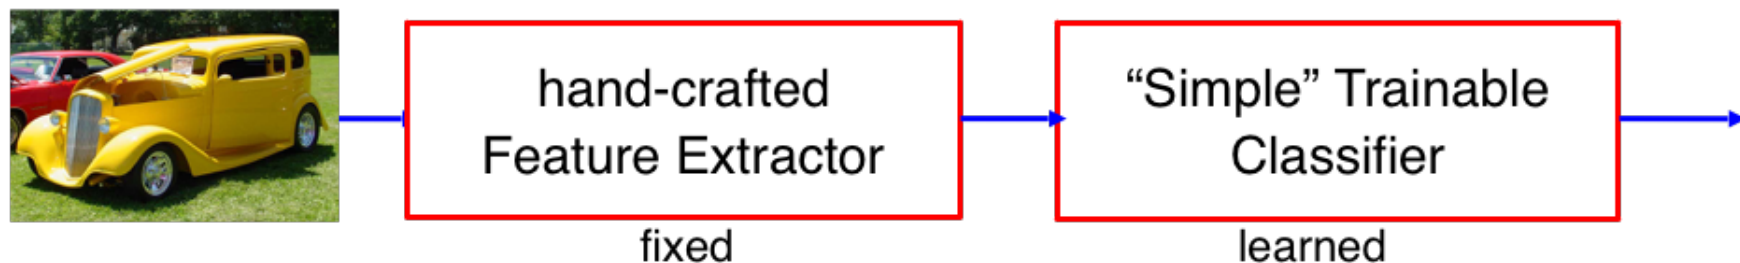 hand-crafted
Feature Extractor
fixed
“Simple” Trainable
Classifier
learned